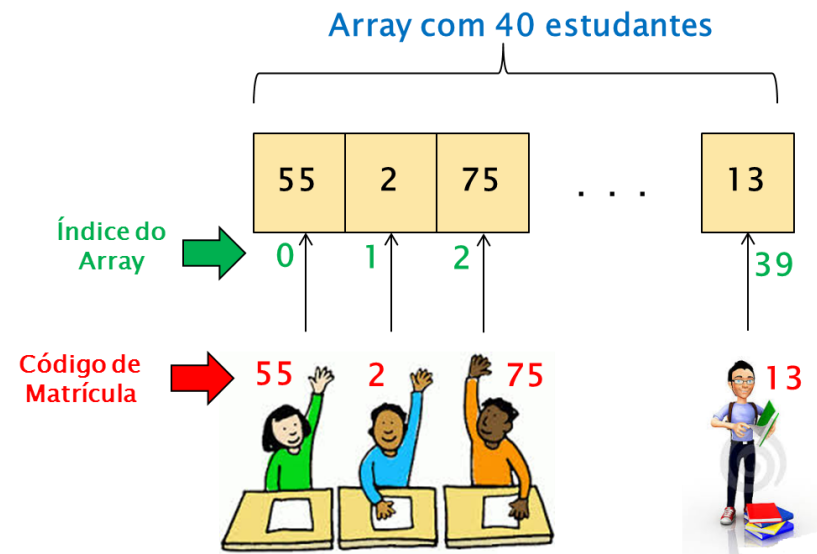 Array com 40 estudantes
55 2 75 . . . 13
Índice do
Array
0 1 2 39
Código de
Matrícula
55 2 75 13